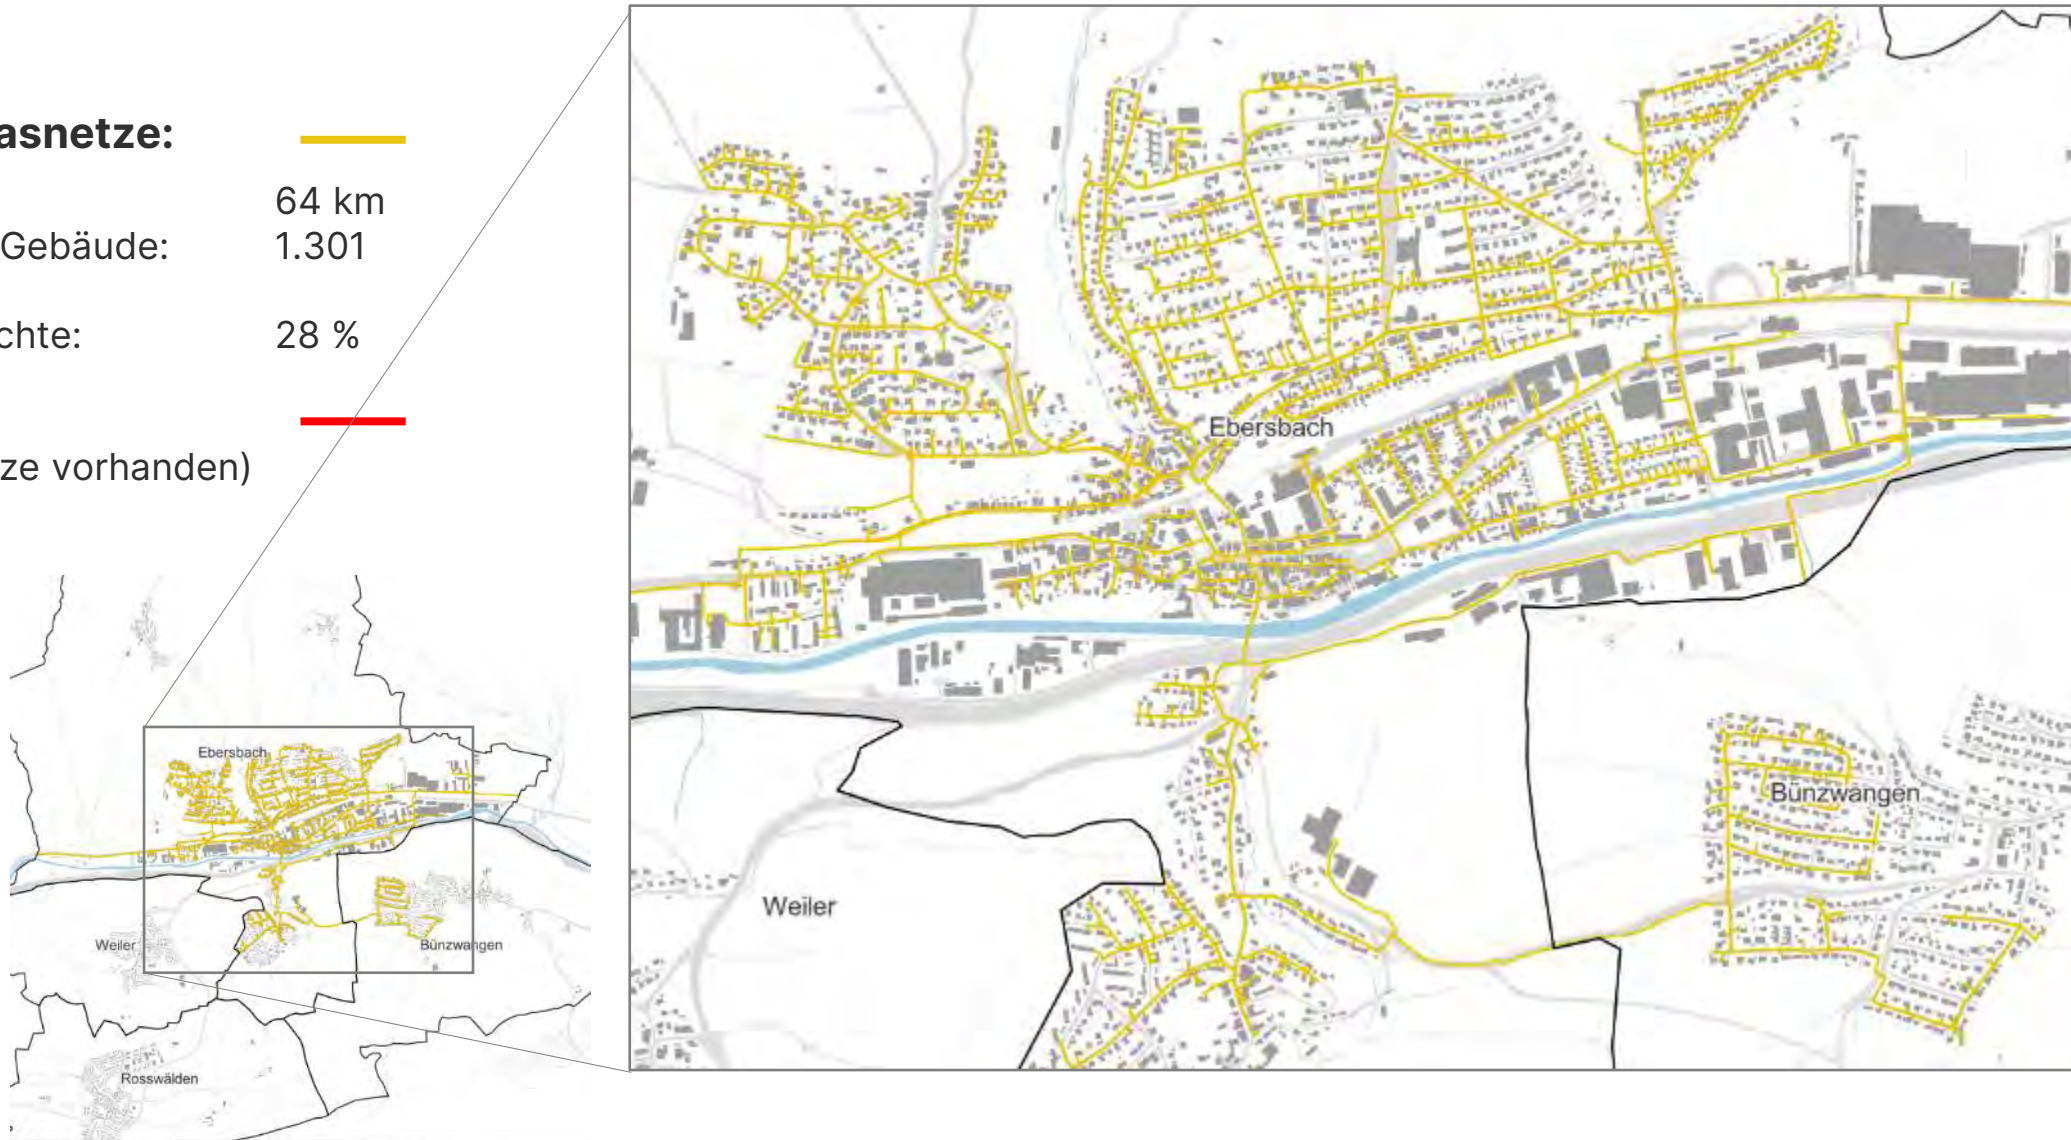 asnetze:
64 km
Gebäude: 1.301
chte: 28 %
ze vorhanden)
Ebersbach
Bünzwangen
Weiler
Ebersbach
Weiler
Bünzwangen
Rosswälden